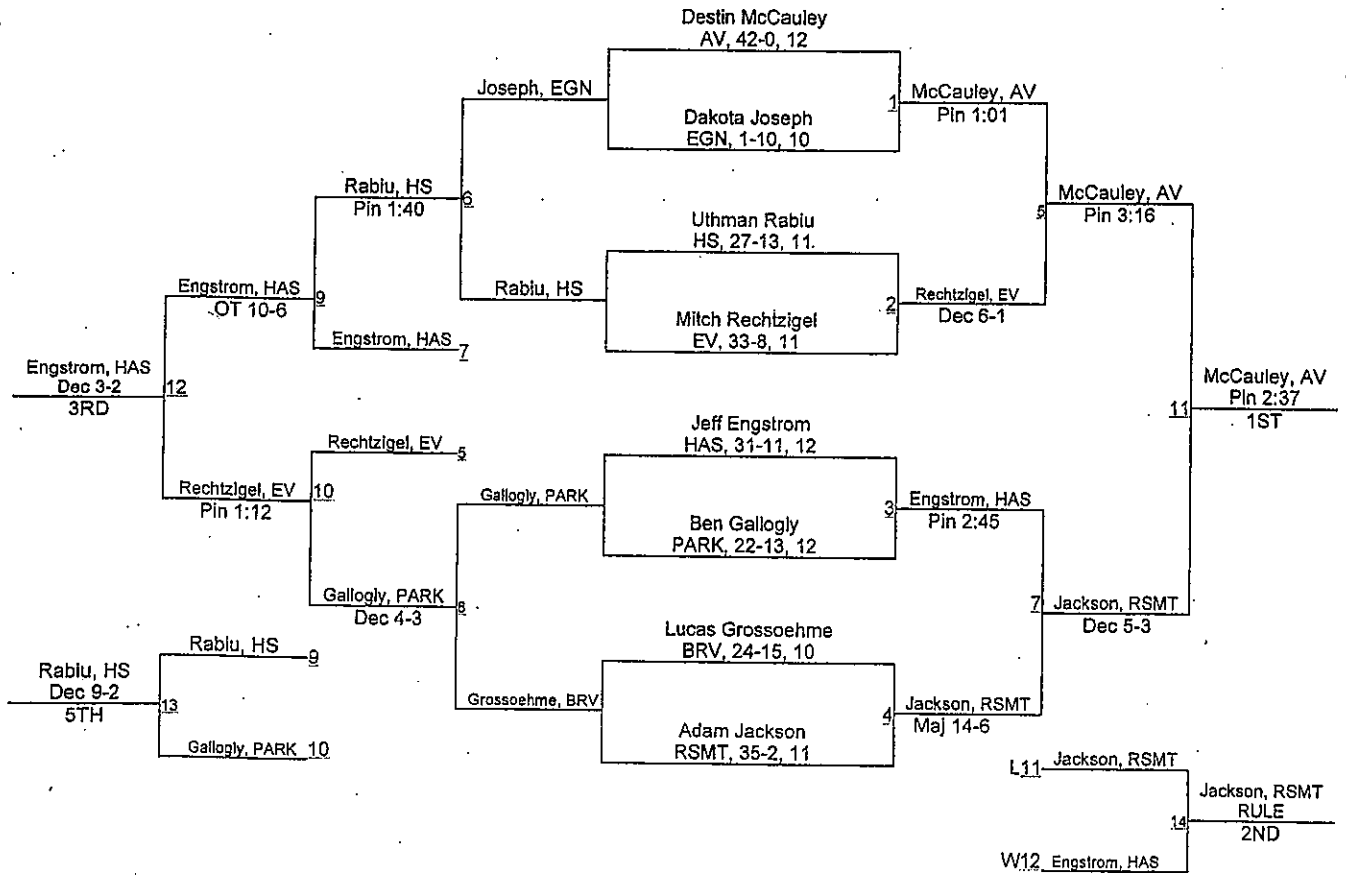 Destin McCauley
AV, 42-0, 12
Joseph, EGN
1
McCauley, AV
Pin 1:01
Dakota Joseph
EGN, 1-10, 10
Rabiu, HS
Pin 1:40
6
McCauley, AV
Pin 3:16
5
Uthman Rabiu
HS, 27-13, 11
Rabiu, HS
2
Rechtzigel, EV
Dec 6-1
Mitch Rechtzigel
EV, 33-8, 11
Engstrom, HAS
OT 10-6
9
Engstrom, HAS
7
Engstrom, HAS
Dec 3-2
3RD
12
McCauley, AV
Pin 2:37
1ST
11
Jeff Engstrom
HAS, 31-11, 12
Rechtzigel, EV
5
Rechtzigel, EV
Pin 1:12
10
Gallogly, PARK
3
Engstrom, HAS
Pin 2:45
Ben Gallogly
PARK, 22-13, 12
Gallogly, PARK
Dec 4-3
8
7
Jackson, RSMT
Dec 5-3
Lucas Grossoehme
BRV, 24-15, 10
Rabiu, HS
9
Rabiu, HS
Dec 9-2
5TH
13
Grossoehme, BRV
4
Jackson, RSMT
Maj 14-6
Adam Jackson
RSMT, 35-2, 11
Gallogly, PARK
10
L11
Jackson, RSMT
Jackson, RSMT
RULE
2ND
14
W12
Engstrom, HAS